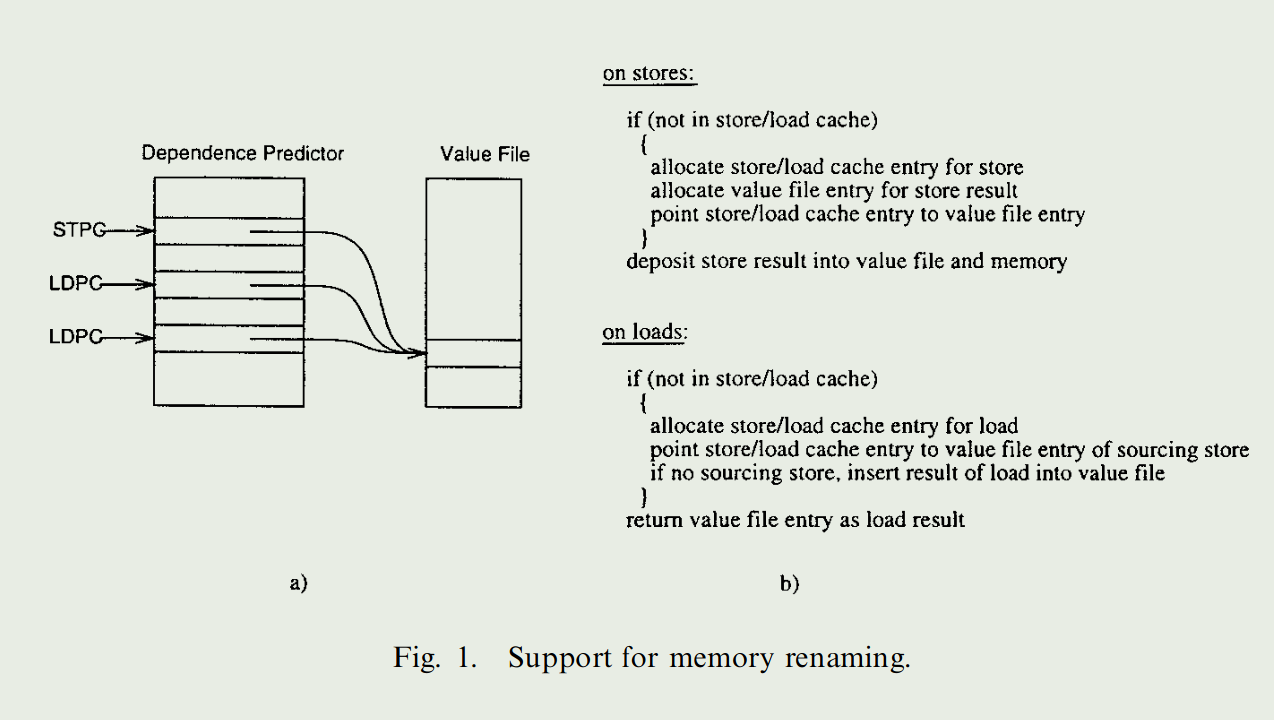 Dependence Predictor
Value File
STPC
LDPC
LDPC
a)
on stores:
if (not in store/load cache)
{
allocate store/load cache entry for store
allocate value file entry for store result
point store/load cache entry to value file entry
}
deposit store result into value file and memory
on loads:
if (not in store/load cache)
{
allocate store/load cache entry for load
point store/load cache entry to value file entry of sourcing store
if no sourcing store, insert result of load into value file
}
return value file entry as load result
b)
Fig. 1. Support for memory renaming.